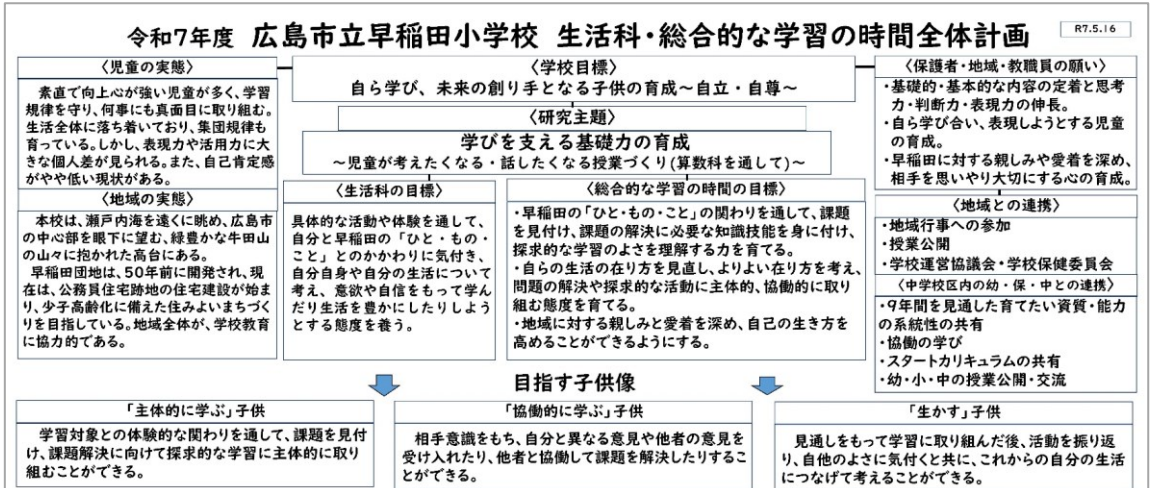 令和7年度 広島市立早稲田小学校 生活科・総合的な学習の時間全体計画
R7.5.16
〈児童の実態〉
素直で向上心が強い児童が多く、学習
規律を守り、何事にも真面目に取り組む。
生活全体に落ち着いており、集団規律も
育っている。しかし、表現力や活用力に大
きな個人差が見られる。また、自己肯定感
がやや低い現状がある。
〈地域の実態〉
本校は、瀬戸内海を遠くに眺め、広島市
の中心部を眼下に望む、緑豊かな牛田山
の山々に抱かれた高台にある。
早稲田団地は、50年前に開発され、現
在は、公務員住宅跡地の住宅建設が始
まり、少子高齢化に備えた住みよいまちづく
りを目指している。地域全体が、学校教育
に協力的である。
〈学校目標〉
自ら学び、未来の創り手となる子供の育成~自立・自尊~
〈研究主題〉
学びを支える基礎力の育成
~児童が考えたくなる・話したくなる授業づくり(算数科を通して)~
〈生活科の目標〉
具体的な活動や体験を通して、
自分と早稲田の「ひと・もの・
こと」とのかかわりに気付き、
自分自身や自分の生活について
考え、意欲や自信をもって学ん
だり生活を豊かにしたりしよう
とする態度を養う。
〈総合的な学習の時間の目標〉
・早稲田の「ひと・もの・こと」の関わりを通して、課題
を見付け、課題の解決に必要な知識技能を身に付け、
探求的な学習のよさを理解する力を育てる。
・自らの生活の在り方を見直し、よりよい在り方を考え、
問題の解決や探求的な活動に主体的、協働的に取り
組む態度を育てる。
・地域に対する親しみと愛着を深め、自己の生き方を
高めることができるようにする。
〈保護者・地域・教職員の願い〉
・基礎的・基本的な内容の定着と思考
力・判断力・表現力の伸長。
・自ら学び合い、表現しようとする児童
の育成。
・早稲田に対する親しみや愛着を深め、
相手を思いやり大切にする心の育成。
〈地域との連携〉
・地域行事への参加
・授業公開
・学校運営協議会・学校保健委員会
〈中学校区内の幼・保・中との連携〉
・9年間を見通した育てたい資質・能力
の系統性の共有
・協働の学び
・スタートカリキュラムの共有
・幼・小・中の授業公開・交流
目指す子供像
「主体的に学ぶ」子供
学習対象との体験的な関わりを通して、課題を見付
け、課題解決に向けて探求的な学習に主体的に取り
組むことができる。
「協働的に学ぶ」子供
相手意識をもち、自分と異なる意見や他者の意見を
受け入れたり、他者と協働して課題を解決したりするこ
とができる。
「生かす」子供
見通しをもって学習に取り組んだ後、活動を振り返
り、自他のよさに気付くと共に、これからの自分の生活
につなげて考えることができる。